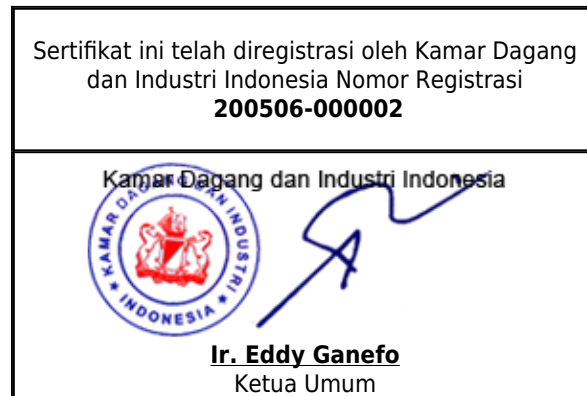 Sertifikat ini telah diregistrasi oleh Kamar Dagang
dan Industri Indonesia Nomor Registrasi
200506-000002
Kamar Dagang dan Industri Indonesia
KAMAR DAGANG DAN INDUSTRI
INDONESIA
Ir. Eddy Ganefo
Ketua Umum